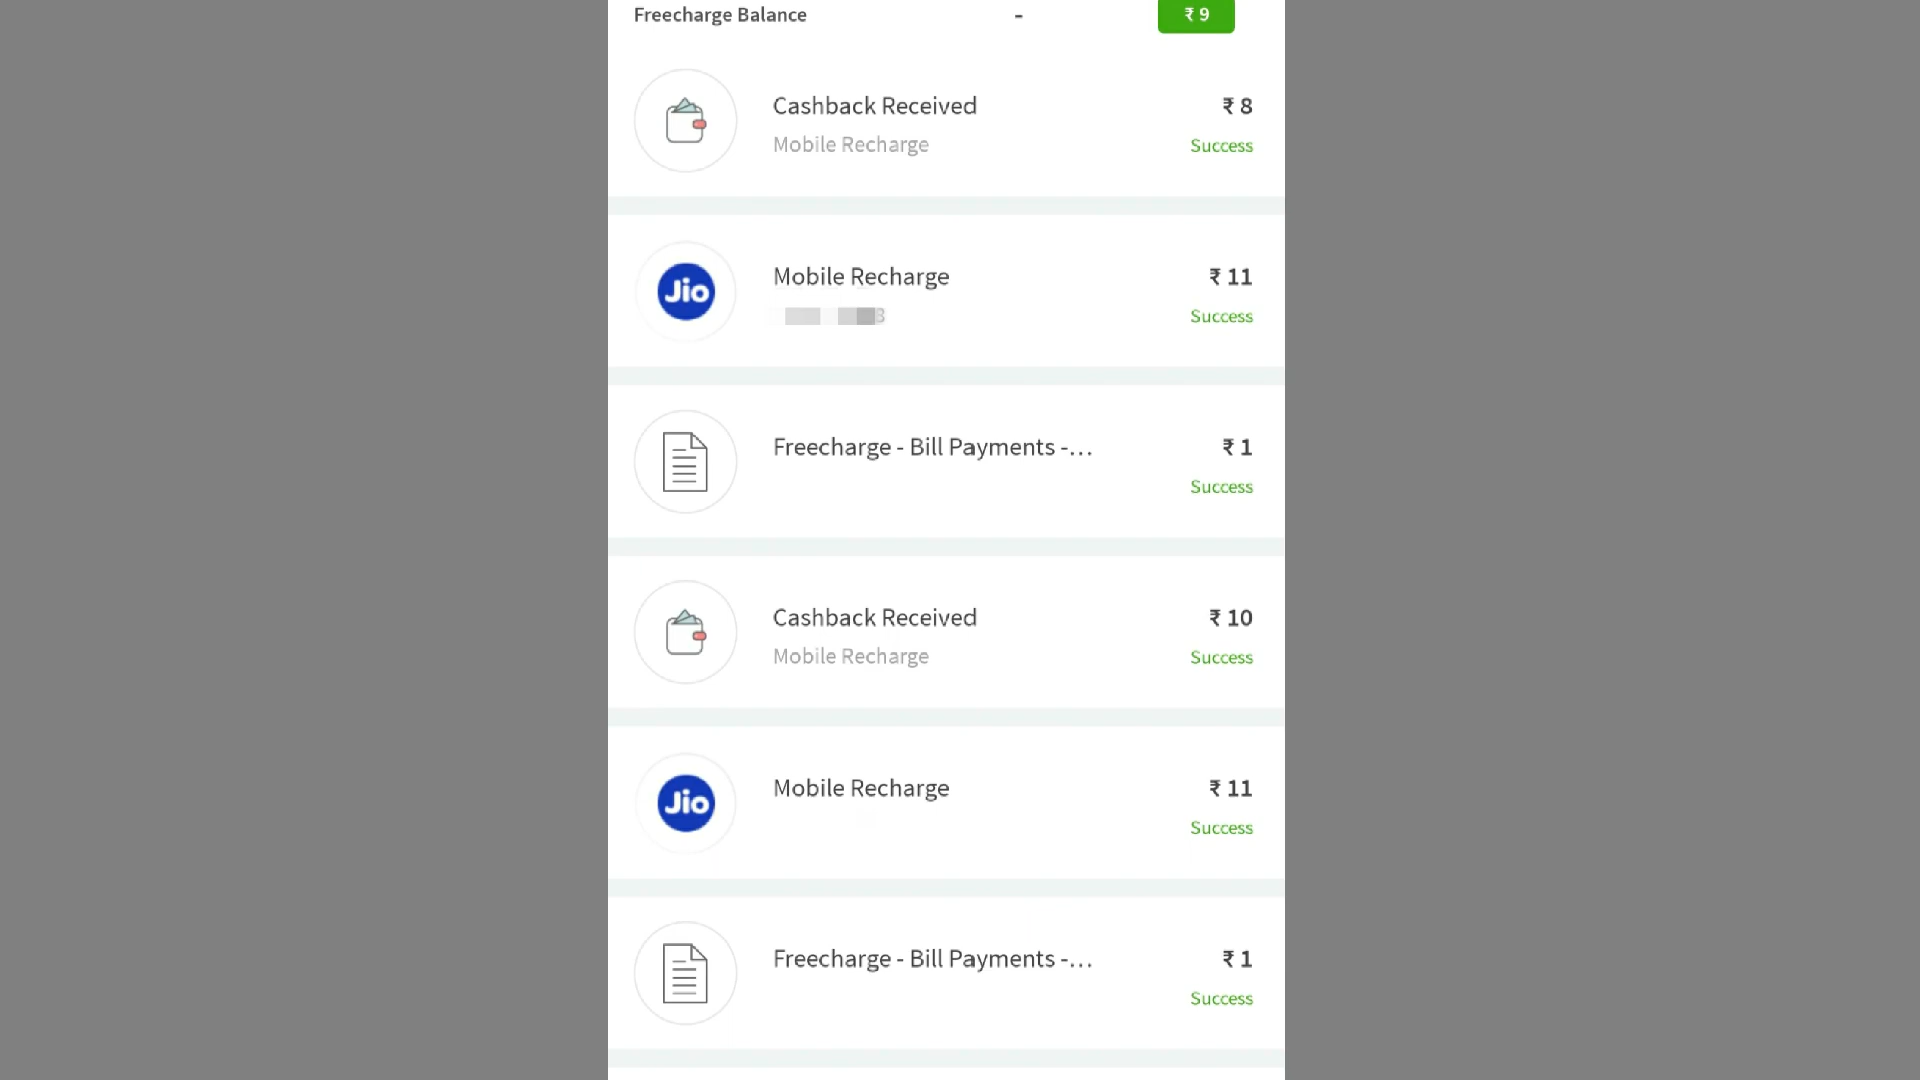 Freecharge Balance - ₹ 9
Cashback Received ₹ 8
Mobile Recharge Success
Jio Mobile Recharge ₹ 11
3 Success
Freecharge - Bill Payments -... ₹ 1
Success
Cashback Received ₹ 10
Mobile Recharge Success
Jio Mobile Recharge ₹ 11
Success
Freecharge - Bill Payments -... ₹ 1
Success